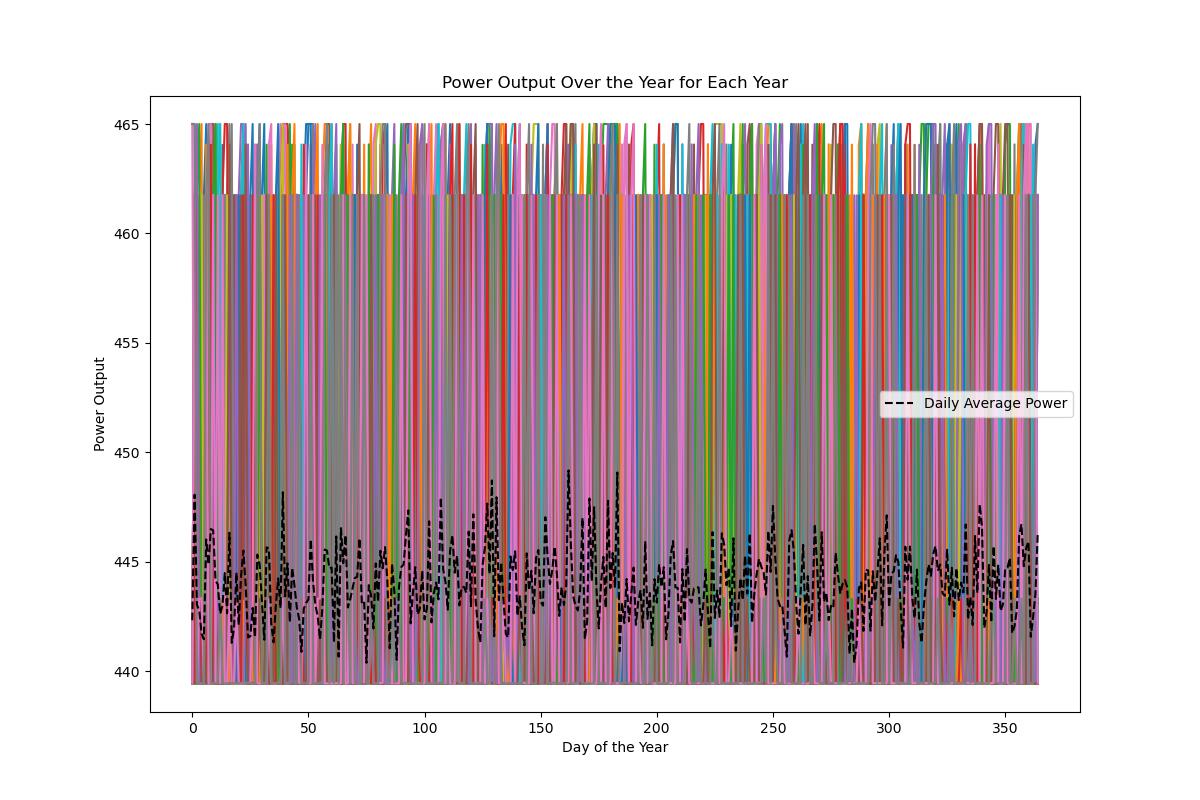 Power Output Over the Year for Each Year
465
460
455
450
445
440
Power Output
Daily Average Power
0 50 100 150 200 250 300 350
Day of the Year